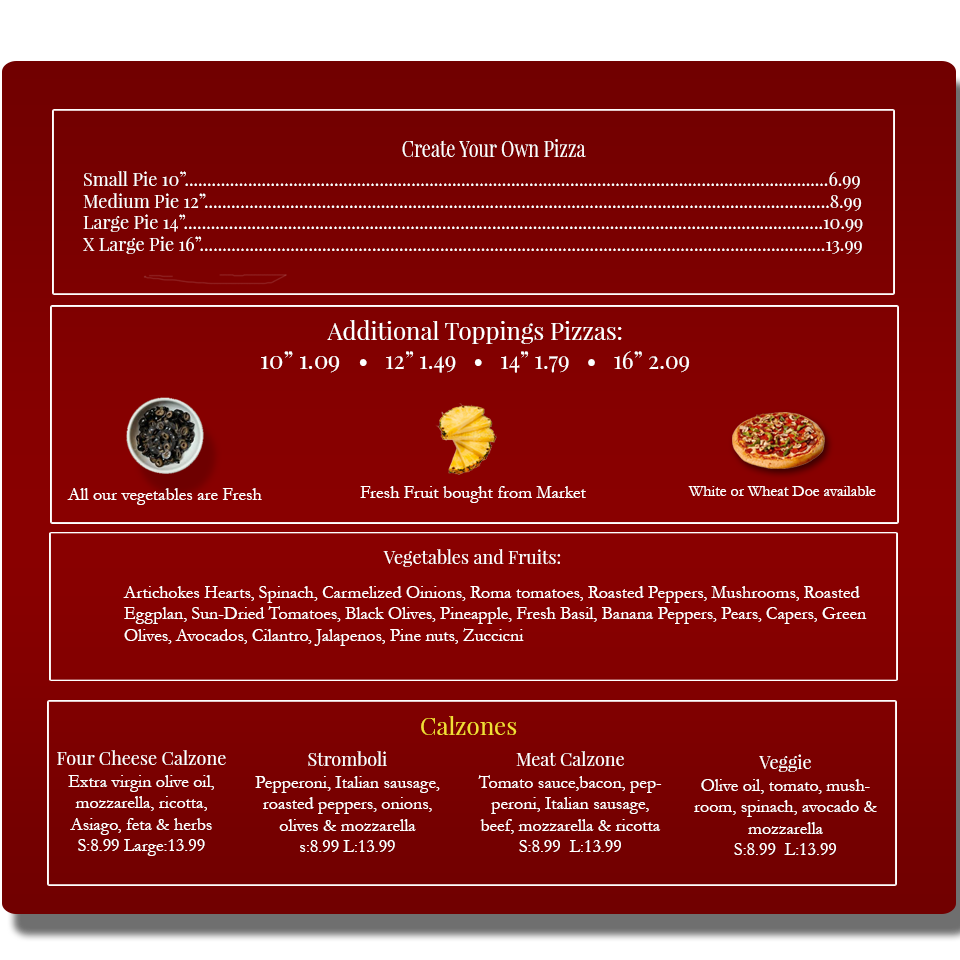 Create Your Own Pizza
Small Pie 10”........................................................................................................................................................6.99
Medium Pie 12”...................................................................................................................................................8.99
Large Pie 14”......................................................................................................................................................10.99
X Large Pie 16”...................................................................................................................................................13.99
Additional Toppings Pizzas:
10” 1.09 • 12” 1.49 • 14” 1.79 • 16” 2.09
All our vegetables are Fresh
Fresh Fruit bought from Market
White or Wheat Doe available
Vegetables and Fruits:
Artichokes Hearts, Spinach, Carmelized Oinions, Roma tomatoes, Roasted Peppers, Mushrooms, Roasted
Eggplan, Sun-Dried Tomatoes, Black Olives, Pineapple, Fresh Basil, Banana Peppers, Pears, Capers, Green
Olives, Avocados, Cilantro, Jalapenos, Pine nuts, Zuccicni
Calzones
Four Cheese Calzone
Extra virgin olive oil,
mozzarella, ricotta,
Asiago, feta & herbs
S:8.99 Large:13.99
Stromboli
Pepperoni, Italian sausage,
roasted peppers, onions,
olives & mozzarella
s:8.99 L:13.99
Meat Calzone
Tomato sauce,bacon, pep-
peroni, Italian sausage,
beef, mozzarella & ricotta
S:8.99 L:13.99
Veggie
Olive oil, tomato, mush-
room, spinach, avocado &
mozzarella
S:8.99 L:13.99